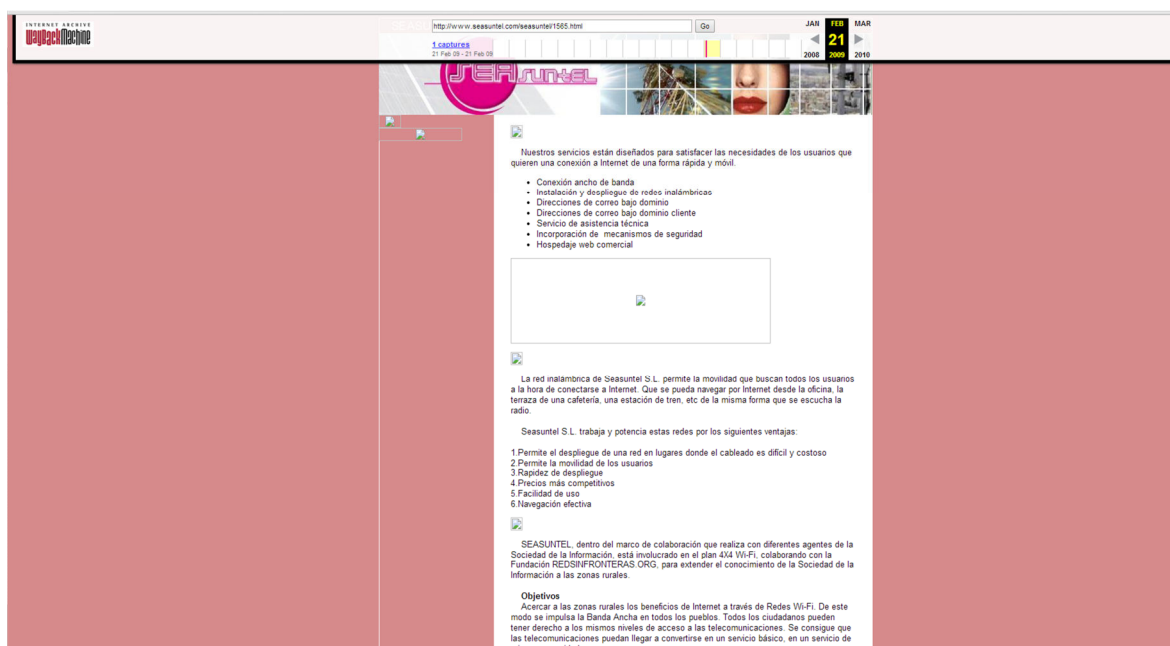 INTERNET ARCHIVE
WayBackMachine
http://www.seasuntel.com/seasuntel/1565.html
Go
1 captures
21 Feb 09 - 21 Feb 09
JAN FEB MAR
21
2008 2009 2010
SEAsuntEL
Nuestros servicios están diseñados para satisfacer las necesidades de los usuarios que
quieren una conexión a Internet de una forma rápida y móvil.
• Conexión ancho de banda
• Instalación y despliegue de redes inalámbricas
• Direcciones de correo bajo dominio
• Direcciones de correo bajo dominio cliente
• Servicio de asistencia técnica
• Incorporación de mecanismos de seguridad
• Hospedaje web comercial
La red inalámbrica de Seasuntel S.L. permite la movilidad que buscan todos los usuarios
a la hora de conectarse a Internet. Que se pueda navegar por Internet desde la oficina, la
terraza de una cafetería, una estación de tren, etc de la misma forma que se escucha la
radio.
Seasuntel S.L. trabaja y potencia estas redes por los siguientes ventajas:
1.Permite el despliegue de una red en lugares donde el cableado es difícil y costoso
2.Permite la movilidad de los usuarios
3.Rapidez de despliegue
4.Precios más competitivos
5.Facilidad de uso
6.Navegación efectiva
SEASUNTEL, dentro del marco de colaboración que realiza con diferentes agentes de la
Sociedad de la Información, está involucrado en el plan 4X4 Wi-Fi, colaborando con la
Fundación REDSINFRONTERAS.ORG, para extender el conocimiento de la Sociedad de la
Información a las zonas rurales.
Objetivos
Acercar a las zonas rurales los beneficios de Internet a través de Redes Wi-Fi. De este
modo se impulsa la Banda Ancha en todos los pueblos. Todos los ciudadanos pueden
tener derecho a los mismos niveles de acceso a las telecomunicaciones. Se consigue que
las telecomunicaciones puedan llegar a convertirse en un servicio básico, en un servicio de